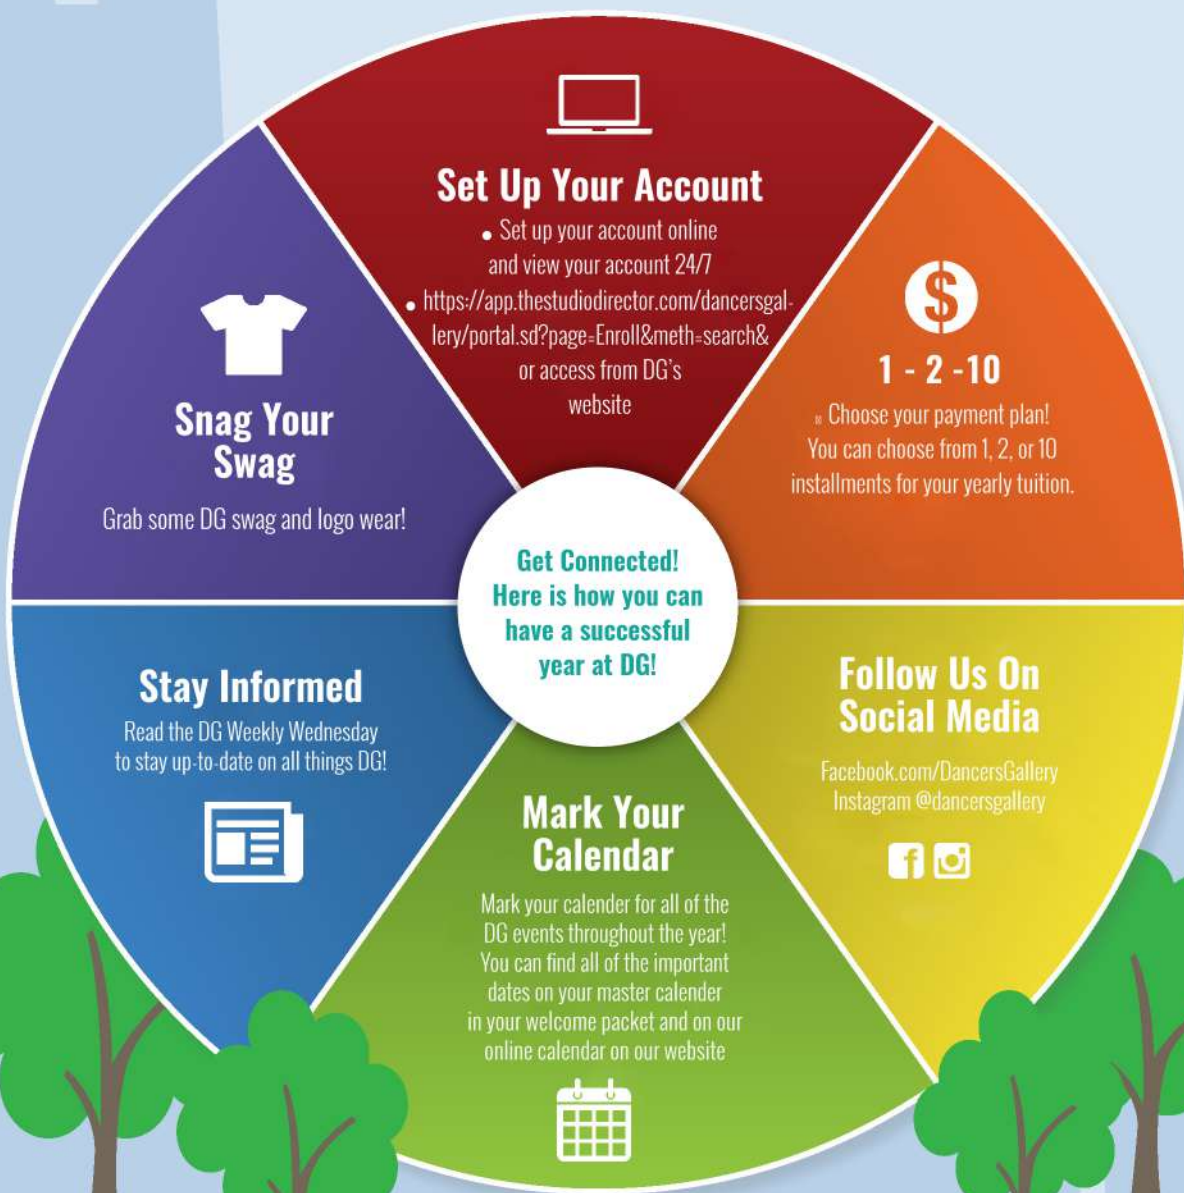 Set Up Your Account
• Set up your account online
and view your account 24/7
• https://app.thestudiodirector.com/dancersgal-
lery/portal.sd?page=Enroll&meth=search&
or access from DG's
website
1 - 2 -10
Choose your payment plan!
You can choose from 1, 2, or 10
installments for your yearly tuition.
Follow Us On
Social Media
Facebook.com/DancersGallery
Instagram @dancersgallery
Mark Your
Calendar
Mark your calender for all of the
DG events throughout the year!
You can find all of the important
dates on your master calender
in your welcome packet and on our
online calendar on our website
Stay Informed
Read the DG Weekly Wednesday
to stay up-to-date on all things DG!
Snag Your
Swag
Grab some DG swag and logo wear!
Get Connected!
Here is how you can
have a successful
year at DG!